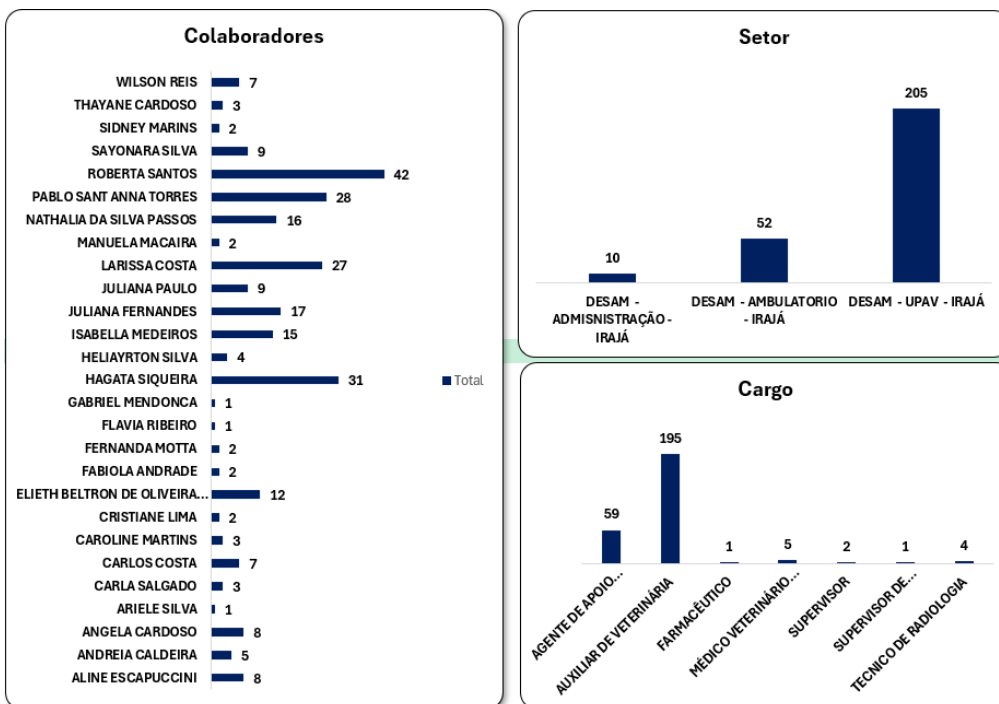 Colaboradores
WILSON REIS 7
THAYANE CARDOSO 3
SIDNEY MARINS 2
SAYONARA SILVA 9
ROBERTA SANTOS 42
PABLO SANT ANNA TORRES 28
NATHALIA DA SILVA PASSOS 16
MANUELA MACAIRA 2
LARISSA COSTA 27
JULIANA PAULO 9
JULIANA FERNANDES 17
ISABELLA MEDEIROS 15
HELIAYRTON SILVA 4
HAGATA SIQUEIRA 31
Total
GABRIEL MENDONCA 1
FLAVIA RIBEIRO 1
FERNANDA MOTTA 2
FABIOLA ANDRADE 2
ELIETH BELTRON DE OLIVEIRA... 12
CRISTIANE LIMA 2
CAROLINE MARTINS 3
CARLOS COSTA 7
CARLA SALGADO 3
ARIELE SILVA 1
ANGELA CARDOSO 8
ANDREIA CALDEIRA 5
ALINE ESCAPUCCINI 8
Setor
10
52
205
DESAM -
ADMISNISTRAÇÃO -
IRAJÁ
DESAM - AMBULATORIO
- IRAJÁ
DESAM - UPAV - IRAJÁ
Cargo
59
195
1
5
2
1
4
AGENTE DE APOIO...
AUXILIAR DE VETERINÁRIA
FARMACÊUTICO
MÉDICO VETERINÁRIO...
SUPERVISOR
SUPERVISOR DE...
TECNICO DE RADIOLOGIA